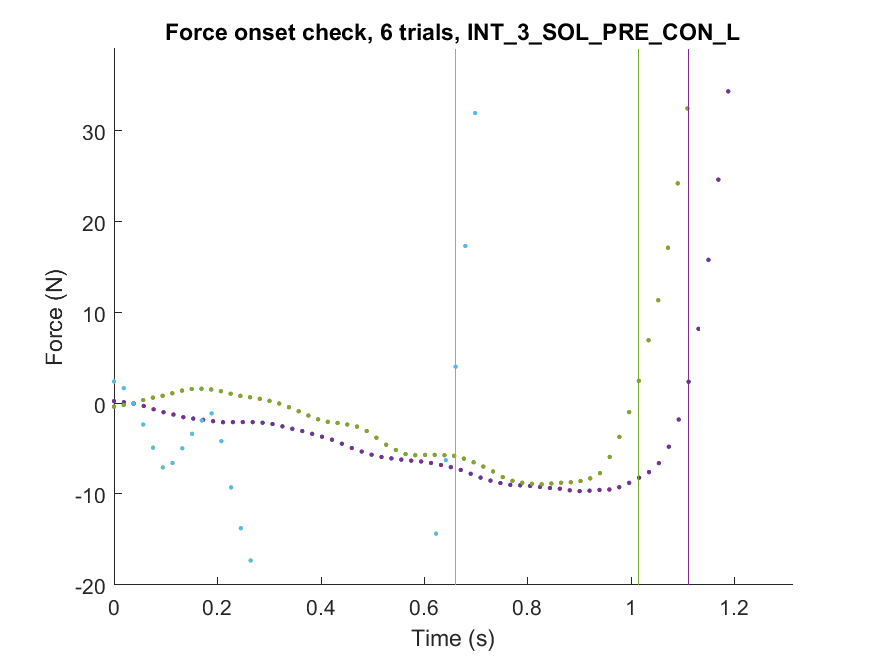 Force onset check, 6 trials, INT_3_SOL_PRE_CON_L
30
20
10
0
-10
-20
Force (N)
0 0.2 0.4 0.6 0.8 1 1.2
Time (s)